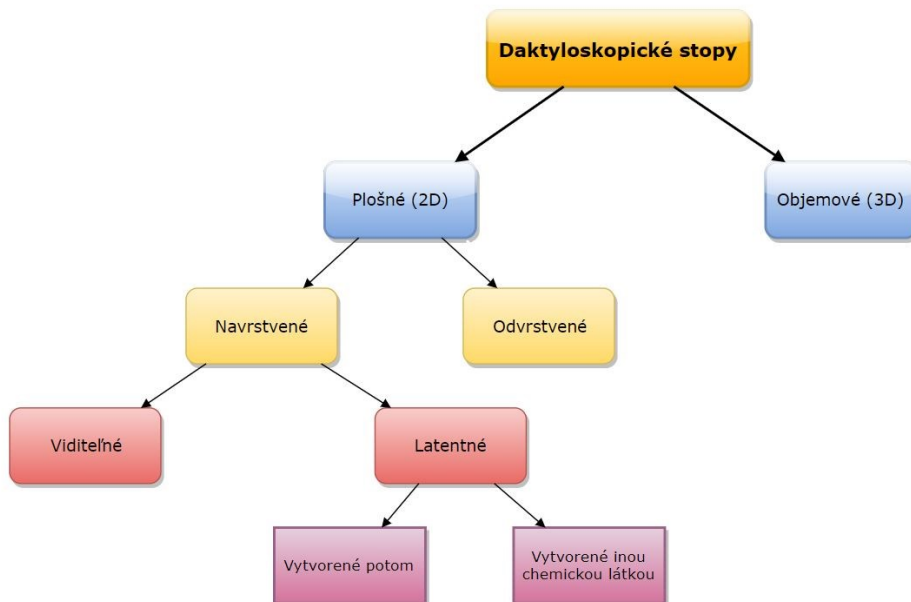 Daktyloskopické stopy
Plošné (2D)
Objemové (3D)
Navrstvené
Odvrstvené
Viditeľné
Latentné
Vytvorené potom
Vytvorené inou
chemickou látkou